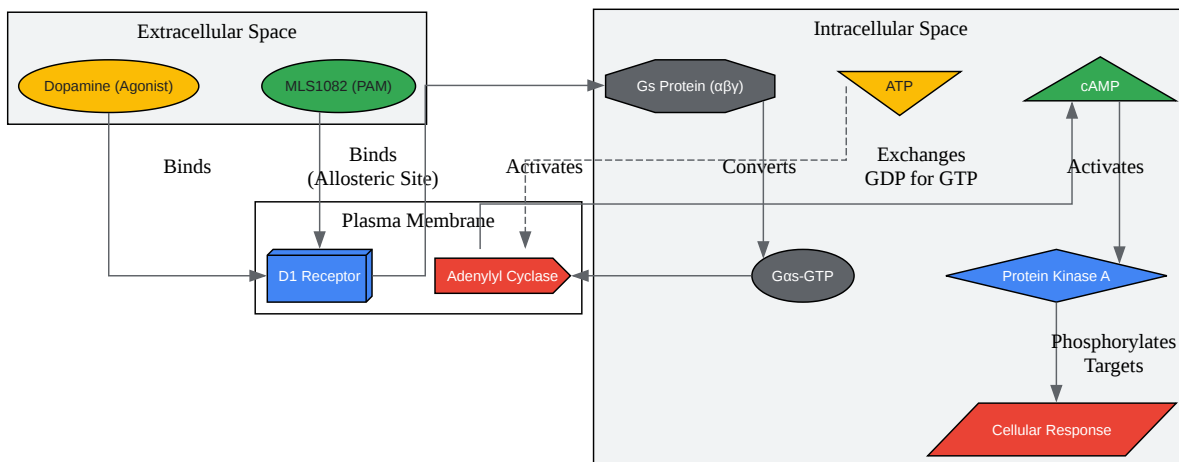 Extracellular Space
Intracellular Space
Dopamine (Agonist)
MLS1082 (PAM)
Gs Protein (αβγ)
ATP
cAMP
Binds
Binds
(Allosteric Site)
Activates
Converts
Exchanges
GDP for GTP
Activates
Plasma Membrane
D1 Receptor
Adenylyl Cyclase
Gαs-GTP
Protein Kinase A
Phosphorylates
Targets
Cellular Response